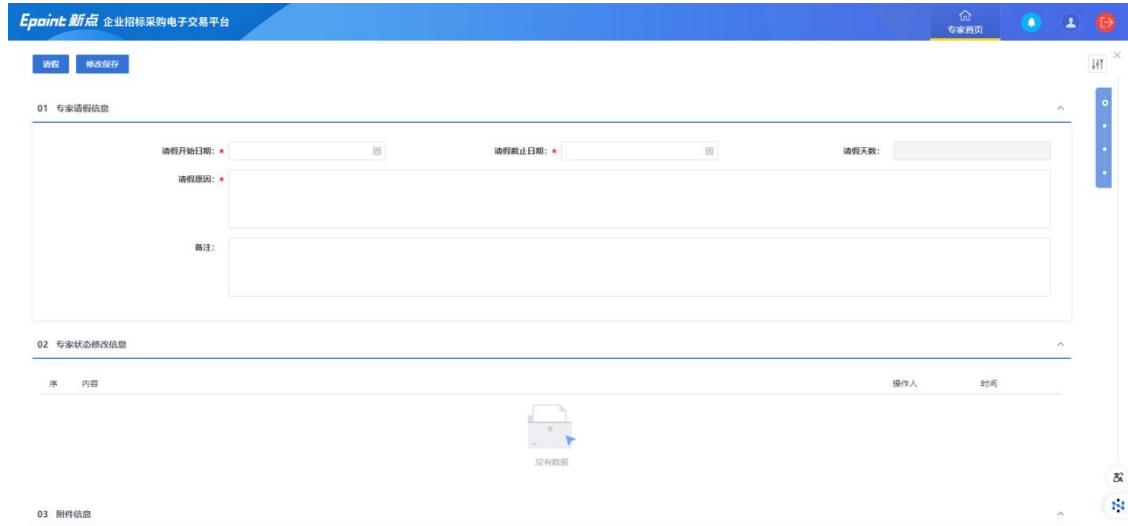 Epoint 新点 企业招标采购电子交易平台
专家首页
请假 修改保存
01 专家请假信息
请假开始日期: * 请假截止日期: * 请假天数:
请假原因: *
备注:
02 专家状态修改信息
序 内容 操作人 时间
没有数据
03 附件信息